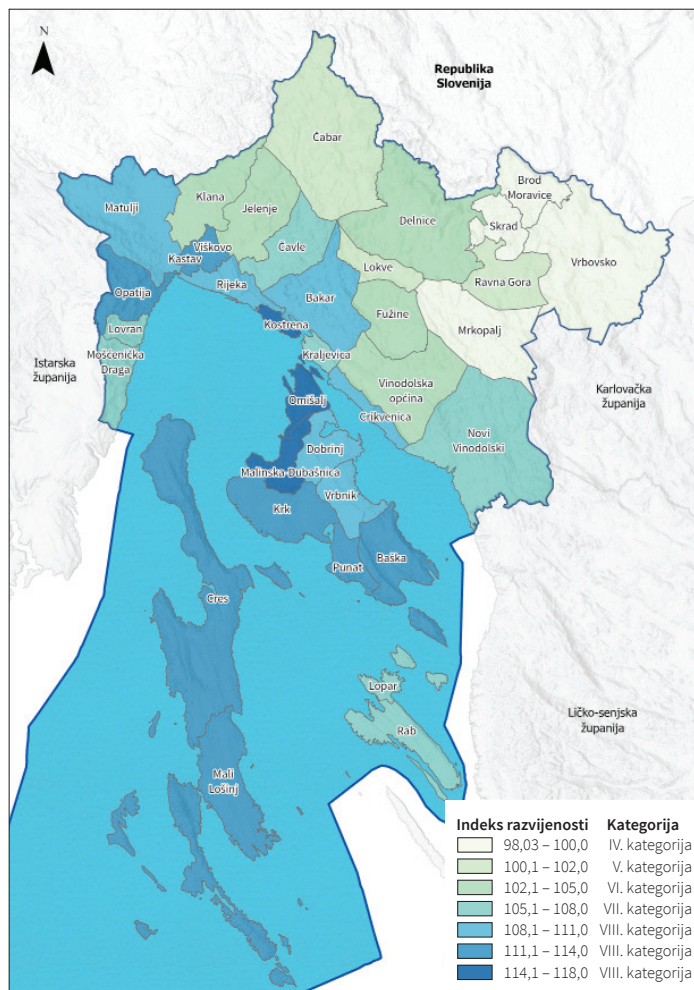 N
Republika
Slovenija
Čabar
Brod
Moravice
Skrad
Delnice
Vrbovsko
Klana
Jelenje
Matulji
Čavle
Viškovo
Kastav
Lokve
Ravna Gora
Rijeka
Bakar
Opatija
Fužine
Kostrena
Mrkopalj
Lovran
Mošćenička
Draga
Kraljevica
Istarska
županija
Vinodolska
općina
Karlovačka
županija
Omišalj
Crikvenica
Novi
Vinodolski
Dobrinj
Malinska-Dubašnica
Vrbnik
Krk
Punat
Baška
Cres
Lopar
Rab
Ličko-senjska
županija
Mali
Lošinj
Indeks razvijenosti Kategorija
98,03 – 100,0 IV. kategorija
100,1 – 102,0 V. kategorija
102,1 – 105,0 VI. kategorija
105,1 – 108,0 VII. kategorija
108,1 – 111,0 VIII. kategorija
111,1 – 114,0 VIII. kategorija
114,1 – 118,0 VIII. kategorija